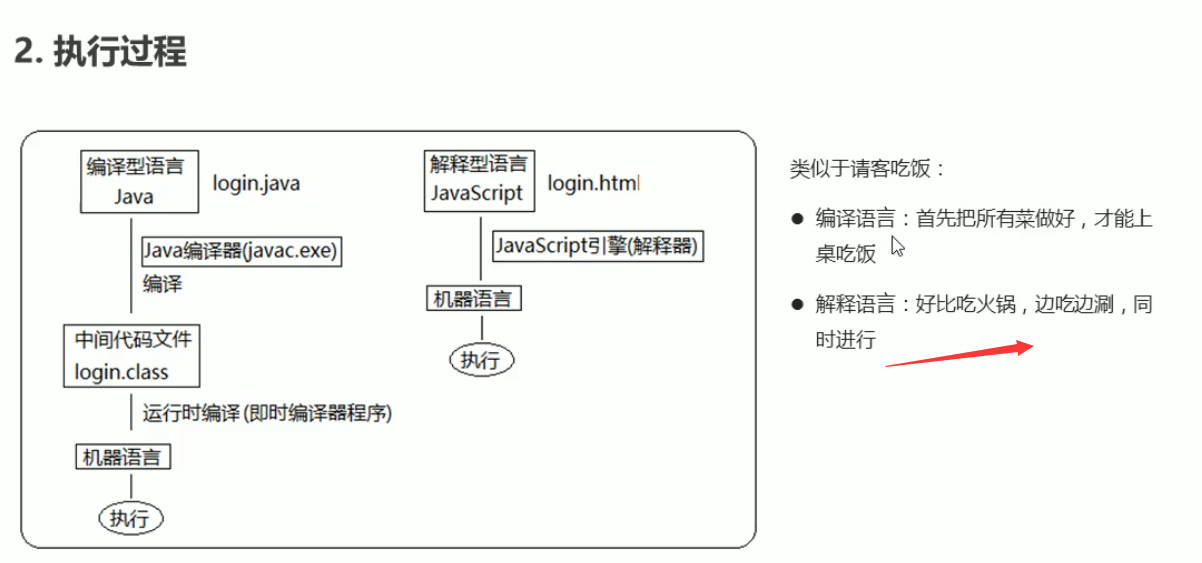 2. 执行过程
编译型语言
Java
login.java
Java编译器(javac.exe)
编译
中间代码文件
login.class
运行时编译 (即时编译器程序)
机器语言
执行
解释型语言
JavaScript
login.html
JavaScript引擎(解释器)
机器语言
执行
类似于请客吃饭：
● 编译语言：首先把所有菜做好，才能上
桌吃饭
● 解释语言：好比吃火锅，边吃边涮，同
时进行